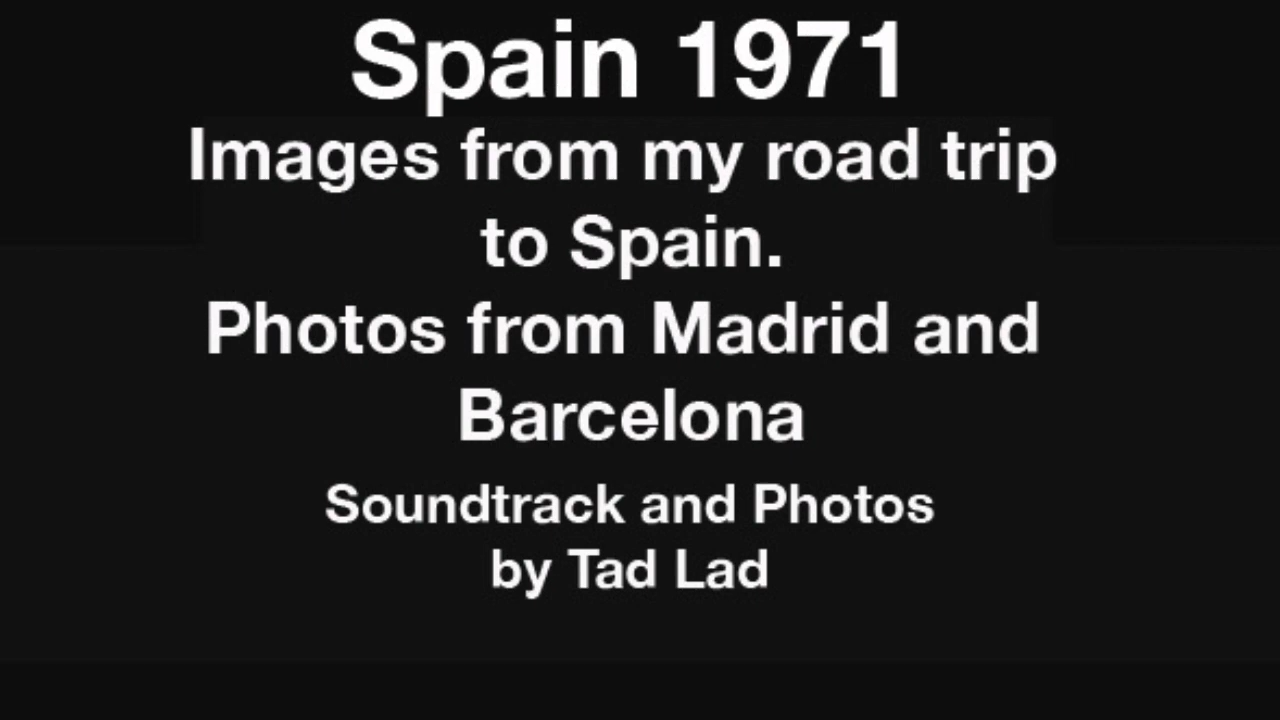 Spain 1971
Images from my road trip
to Spain.
Photos from Madrid and
Barcelona
Soundtrack and Photos
by Tad Lad